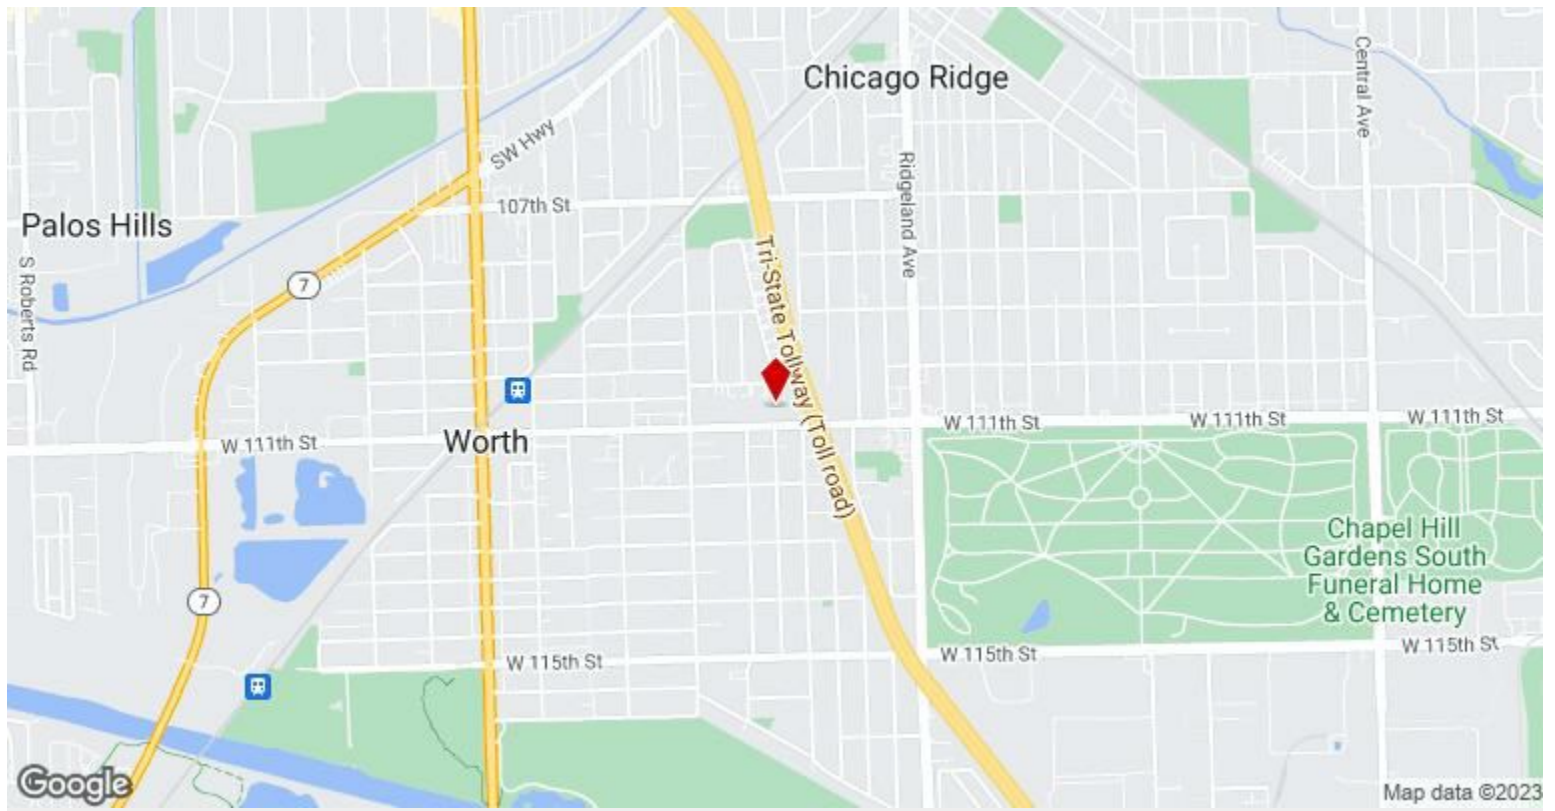 Chicago Ridge
Central Ave
SW Hwy
Ridgeland Ave
107th St
Palos Hills
S Roberts Rd
7
Tri-State Tollway (Toll road)
W 111th St
Worth
W 111th St
W 111th St
W 111th St
Chapel Hill
Gardens South
Funeral Home
& Cemetery
7
W 115th St
W 115th St
W 115th St
Google
Map data ©2023